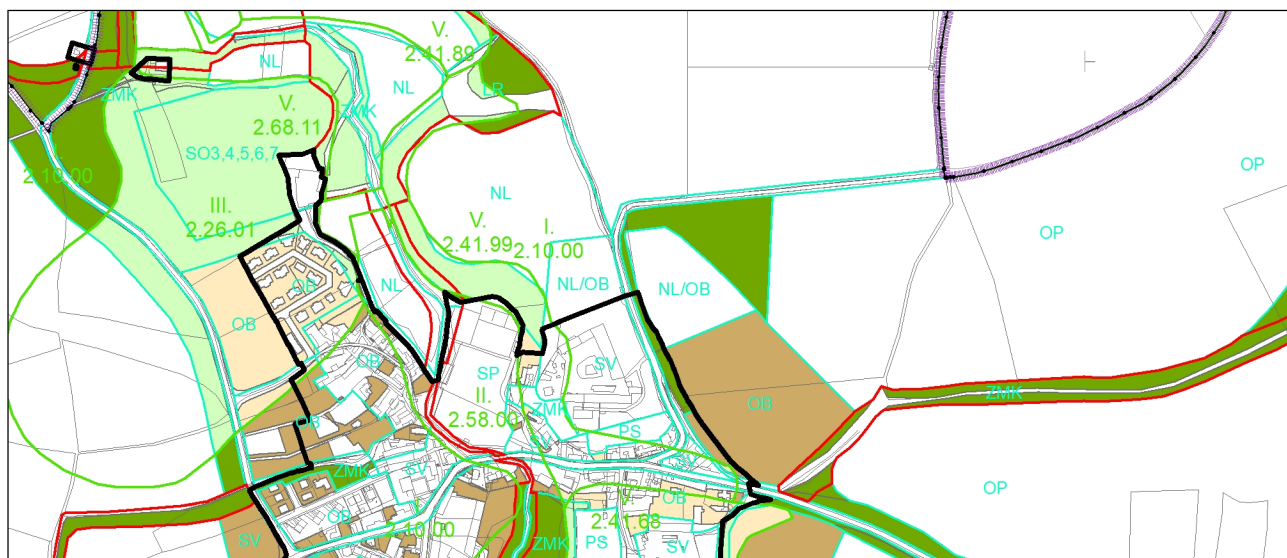 V.
2.41.89
NL
NL
LR
ZMK
ZMK
V.
2.68.11
SO3,4,5,6,7
2.10.00
OP
III.
2.26.01
NL
V.
2.41.99
I.
2.10.00
OP
NL/OB
NL/OB
OB
NL
OB
OB
SV
SP
II.
2.58.00
ZMK
OB
ZMK
OB
PS
SV
SV
ZMK
SV
OP
OB
2.10.00
V.
2.41.68
OB
SV
ZMK
PS
SV